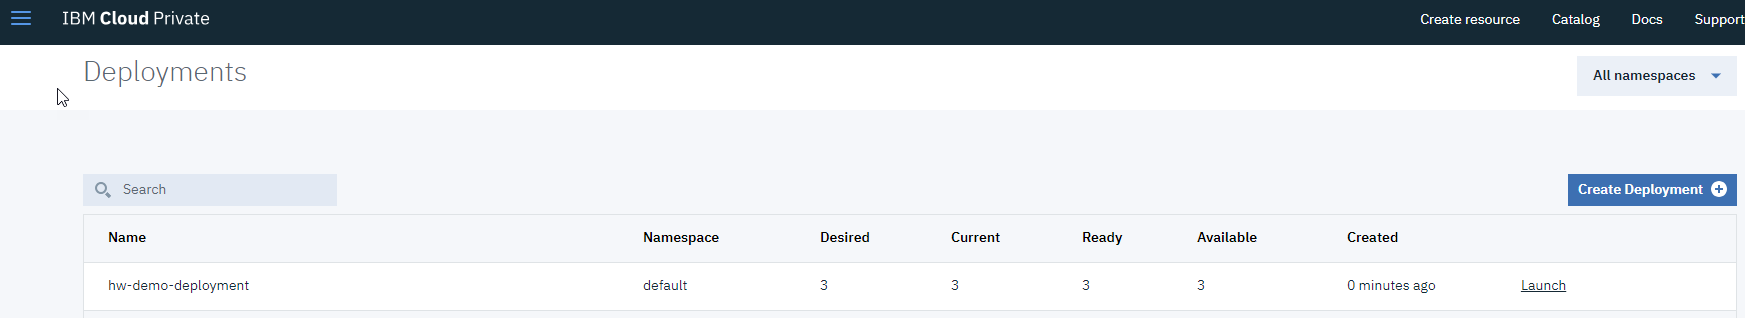 IBM Cloud Private Create resource Catalog Docs Support
Deployments
All namespaces
Search
Create Deployment
Name Namespace Desired Current Ready Available Created
hw-demo-deployment default 3 3 3 3 0 minutes ago Launch